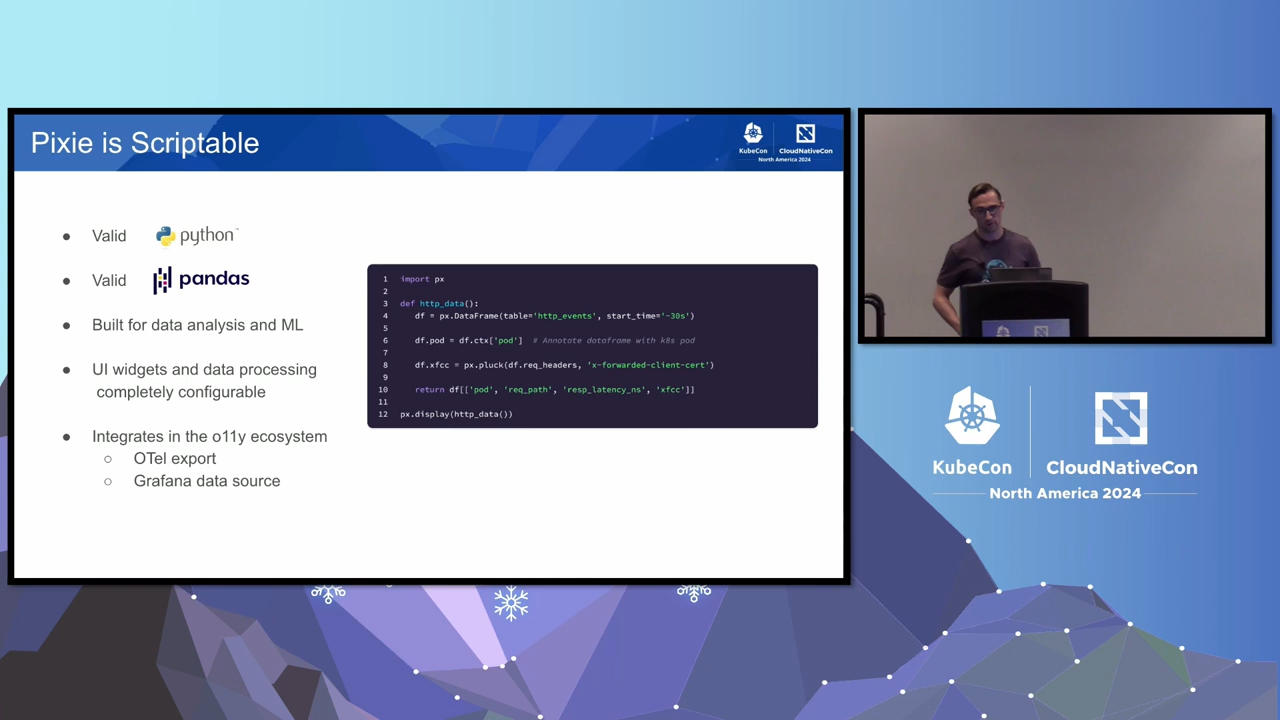 Pixie is Scriptable
KubeCon
CloudNativeCon
North America 2024
Valid python
Valid pandas
Built for data analysis and ML
UI widgets and data processing
completely configurable
Integrates in the o11y ecosystem
OTel export
Grafana data source
1 import px
2
3 def http_data():
4 df = px.DataFrame(table='http_events', start_time='-30s')
5
6 df.pod = df.ctx['pod'] # Annotate dataframe with k8s pod
7
8 df.xfcc = px.pluck(df.req_headers, 'x-forwarded-client-cert')
9
10 return df[['pod', 'req_path', 'resp_latency_ns', 'xfcc']]
11
12 px.display(http_data())
KubeCon
CloudNativeCon
North America 2024